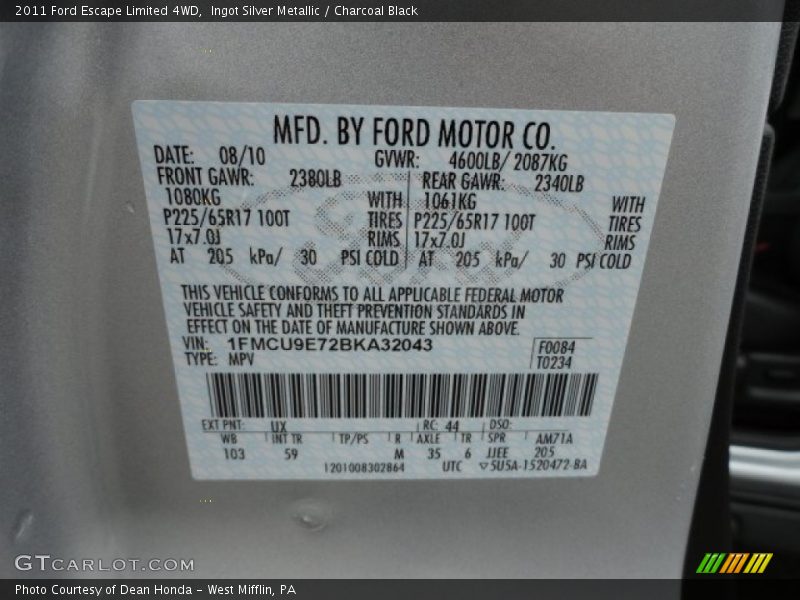 2011 Ford Escape Limited 4WD,  Ingot Silver Metallic / Charcoal Black
MFD. BY FORD MOTOR CO.
DATE: 08/10 GVWR: 4600LB/ 2087KG
FRONT GAWR: 2380LB REAR GAWR: 2340LB
1080KG WITH 1061KG WITH
P225/65R17 100T TIRES P225/65R17 100T TIRES
17x7.0J RIMS 17x7.0J RIMS
AT 205 kPa/ 30 PSI COLD AT 205 kPa/ 30 PSI COLD
THIS VEHICLE CONFORMS TO ALL APPLICABLE FEDERAL MOTOR
VEHICLE SAFETY AND THEFT PREVENTION STANDARDS IN
EFFECT ON THE DATE OF MANUFACTURE SHOWN ABOVE.
VIN: 1FMCU9E72BKA32043 F0084
TYPE: MPV T0234
EXT PNT: UX RC: 44 DSO:
WB INT TR TP/PS R AXLE TR SPR AM71A
103 59 M 35 6 JJEE 205
1201008302864 UTC ▽5U5A-1520472-BA
GTCARLOT.COM
Photo Courtesy of Dean Honda - West Mifflin, PA